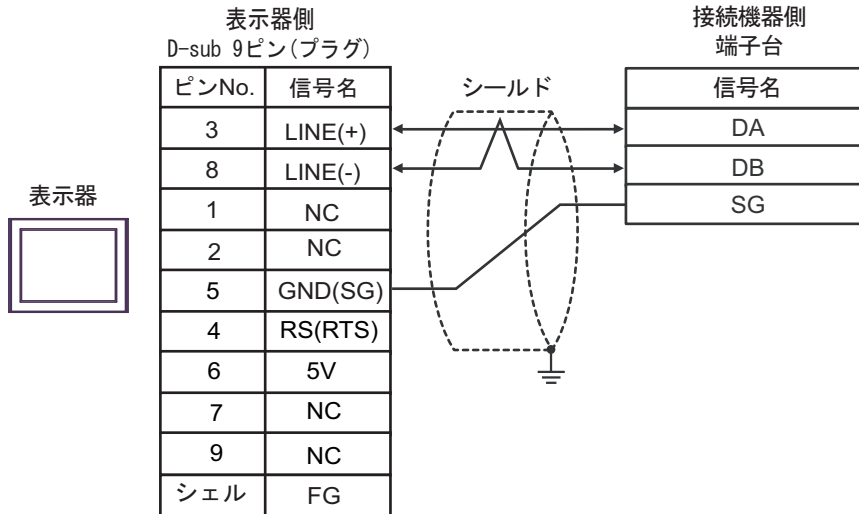 表示器側
D-sub 9ピン(プラグ)
接続機器側
端子台
ピンNo. 信号名
シールド
信号名
3 LINE(+)
DA
8 LINE(-)
DB
表示器
1 NC
SG
2 NC
5 GND(SG)
4 RS(RTS)
6 5V
7 NC
9 NC
シェル FG